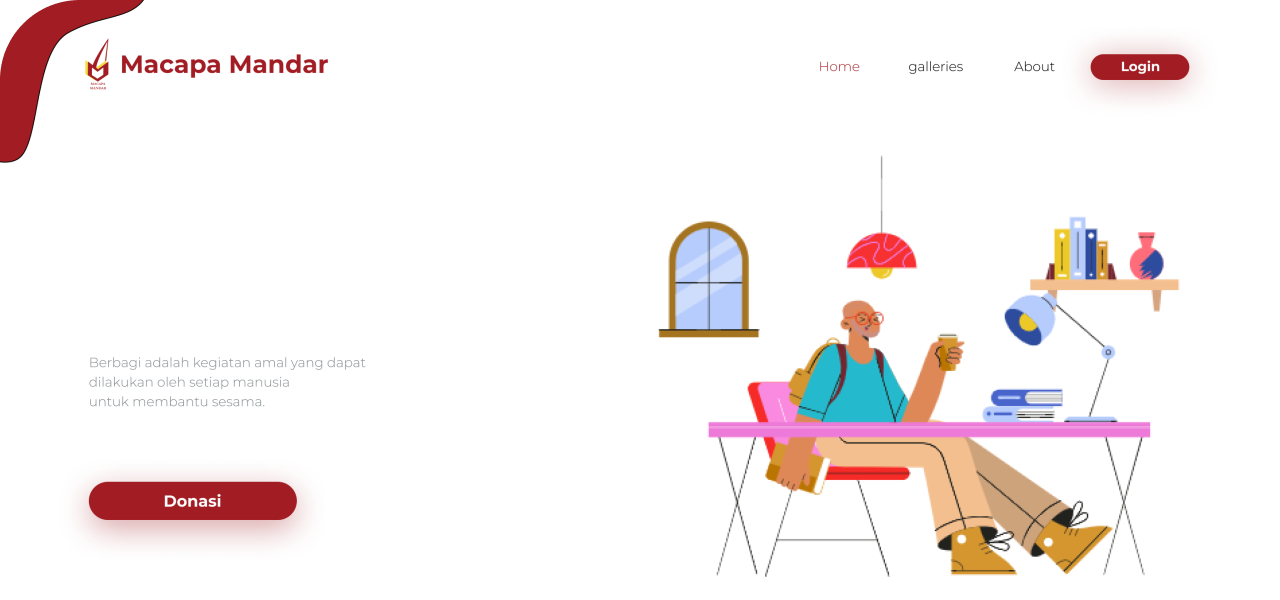 Macapa Mandar
MACAPA
MANDAR
Home
galleries
About
Login
Berbagi adalah kegiatan amal yang dapat
dilakukan oleh setiap manusia
untuk membantu sesama.
Donasi